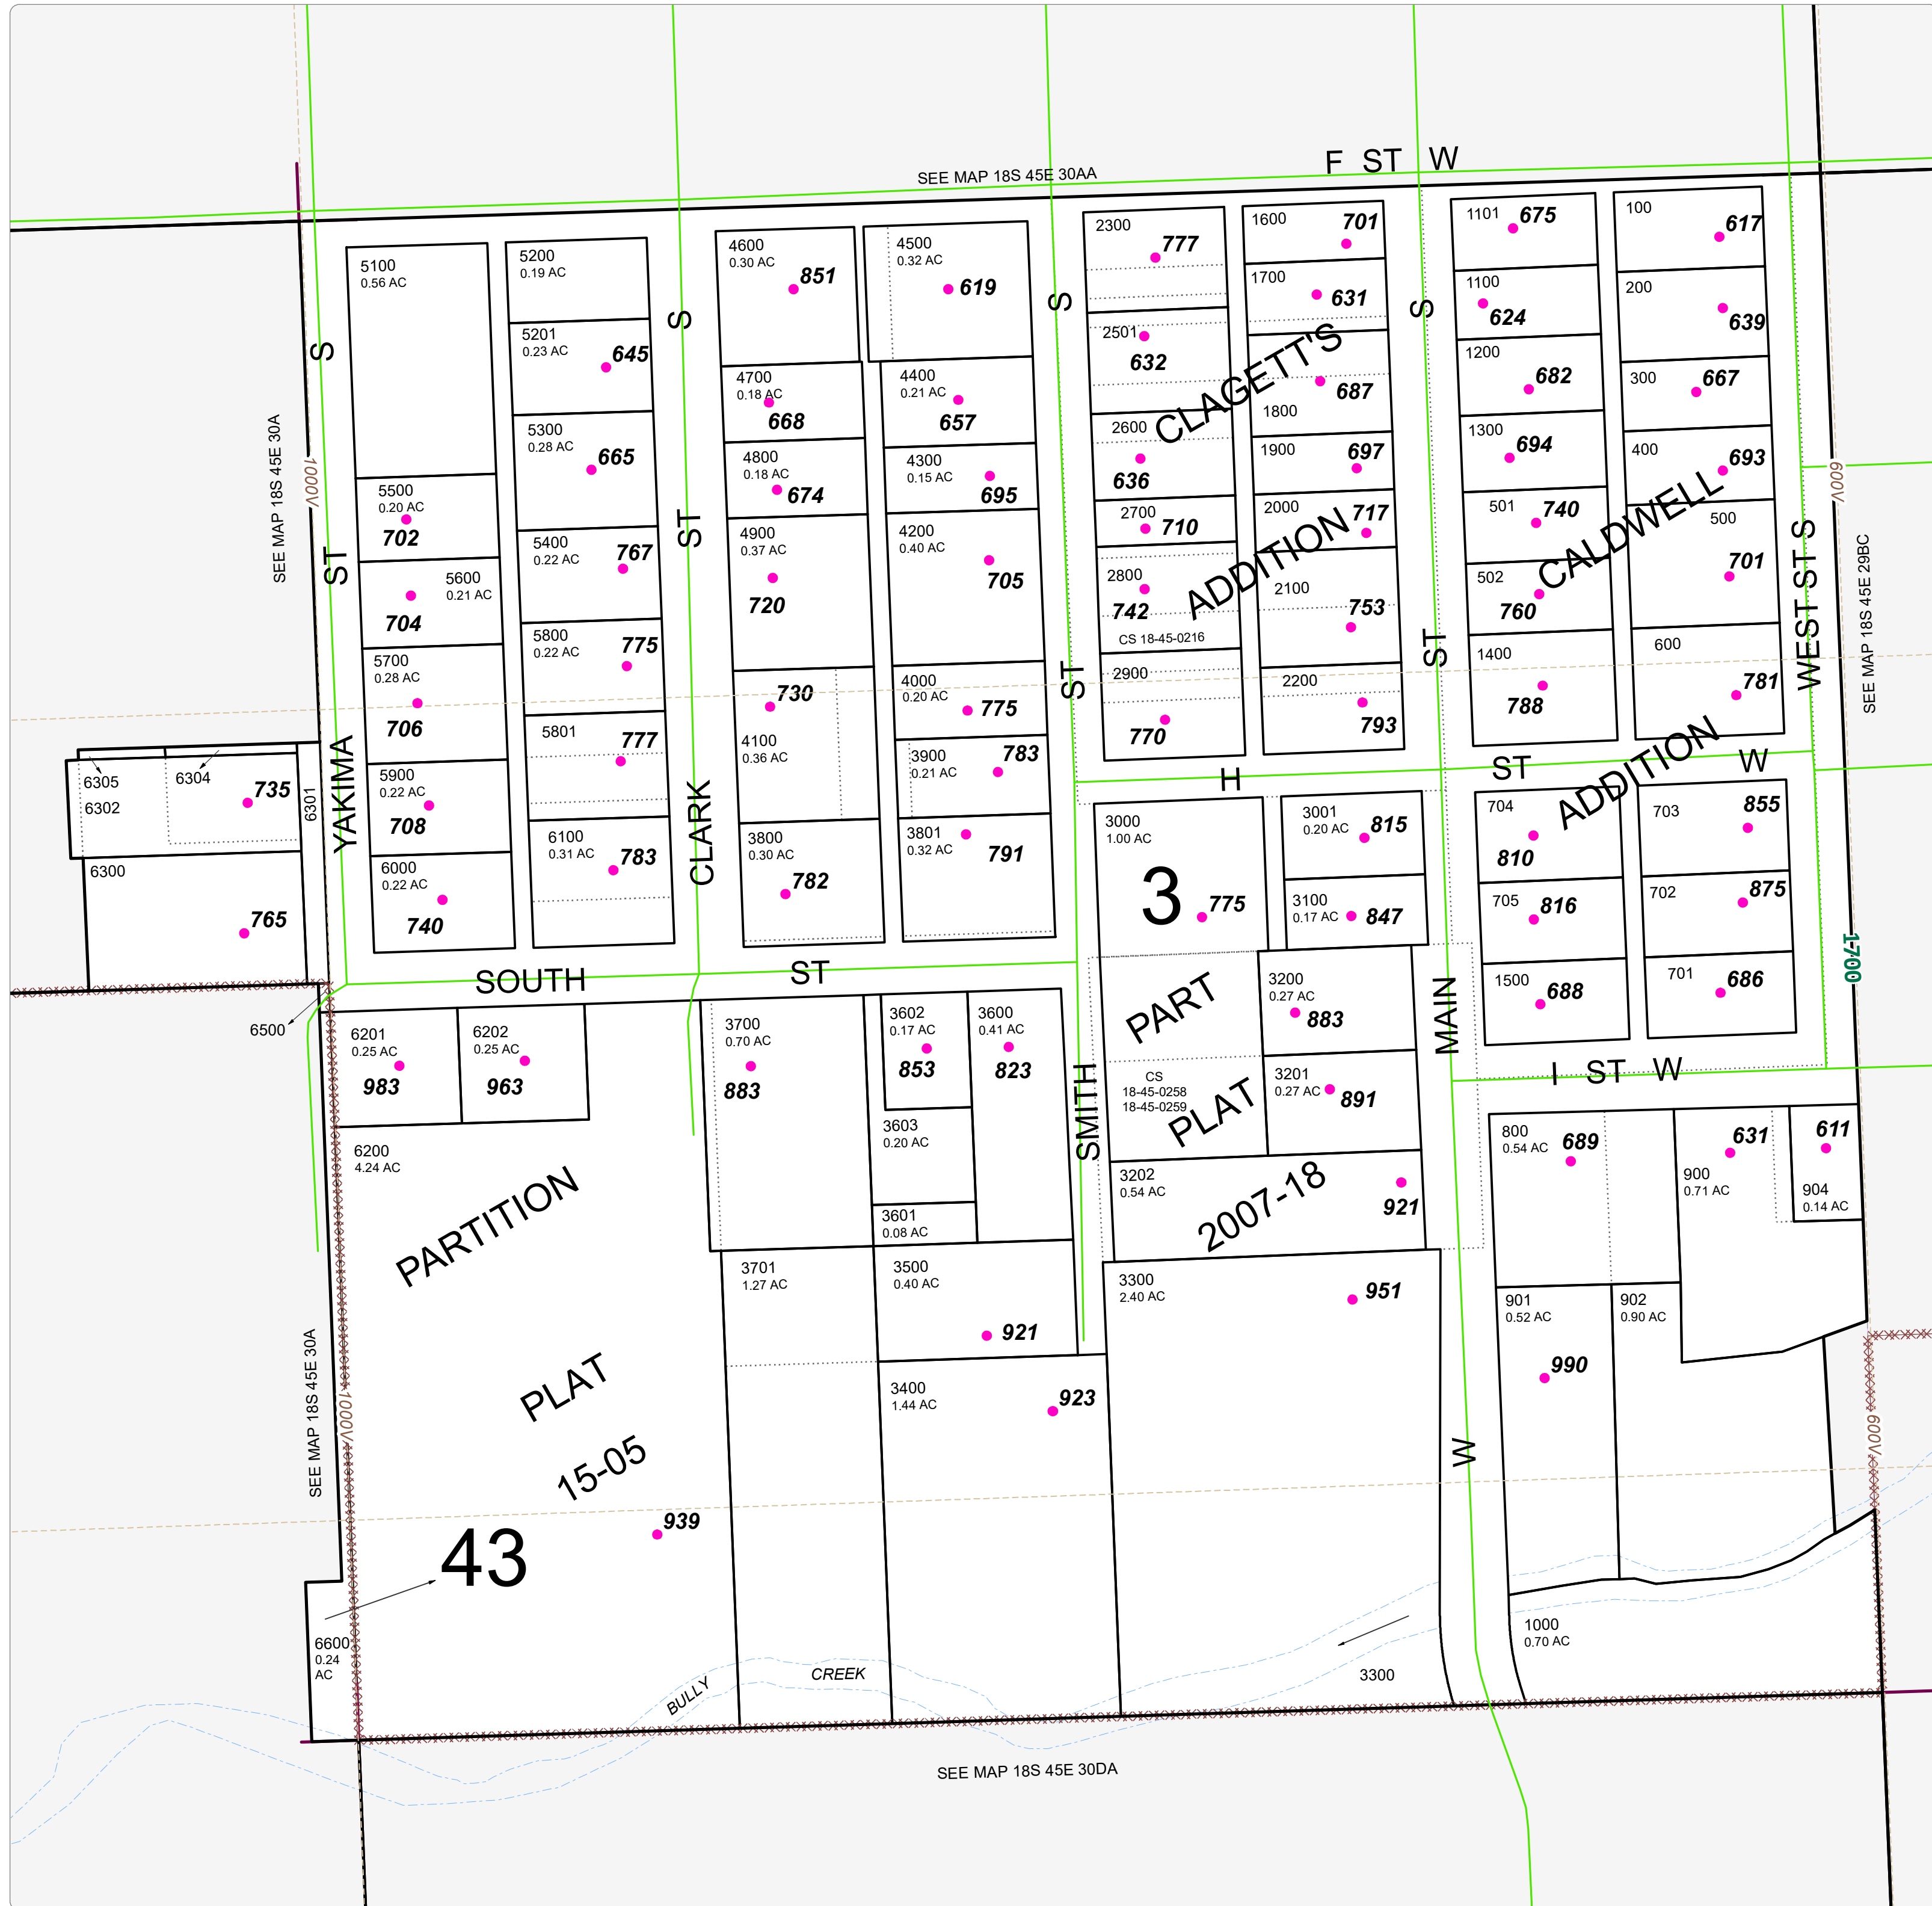 F ST W
SEE MAP 18S 45E 30AA
5100
0.56 AC
5200
0.19 AC
4600
0.30 AC
851
4500
0.32 AC
619
2300
777
1600
701
1101
675
100
617
5201
0.23 AC
645
1700
631
1100
624
200
639
2501
632
CLAGETT'S
ADDITION
1800
687
1200
682
300
667
4700
0.18 AC
668
4400
0.21 AC
657
5300
0.28 AC
665
4800
0.18 AC
674
4300
0.15 AC
695
2600
636
1900
697
1300
694
400
693
5500
0.20 AC
702
5400
0.22 AC
767
4900
0.37 AC
720
4200
0.40 AC
705
2700
710
2000
717
501
740
CALDWELL
ADDITION
500
701
5600
0.21 AC
704
2800
742
CS 18-45-0216
2100
753
502
760
5700
0.28 AC
706
5800
0.22 AC
775
730
4100
0.36 AC
4000
0.20 AC
775
2900
770
2200
793
1400
788
600
781
5900
0.22 AC
708
5801
777
3900
0.21 AC
783
H ST W
6305
6302
6304
735
6301
6300
765
6000
0.22 AC
740
6100
0.31 AC
783
3800
0.30 AC
782
3801
0.32 AC
791
3000
1.00 AC
3
775
3001
0.20 AC
815
3100
0.17 AC
847
704
810
703
855
705
816
702
875
1500
688
701
686
S ST YAKIMA
S ST CLARK
S ST SMITH
S ST MAIN W
WEST ST S
SEE MAP 18S 45E 30A
1000V
600V
SEE MAP 18S 45E 29BC
1-700
SOUTH ST
6500
6201
0.25 AC
983
6202
0.25 AC
963
3700
0.70 AC
883
3602
0.17 AC
853
3600
0.41 AC
823
3603
0.20 AC
3601
0.08 AC
PART
PLAT
2007-18
CS
18-45-0258
18-45-0259
3200
0.27 AC
883
3201
0.27 AC
891
3202
0.54 AC
921
I ST W
800
0.54 AC
689
631
900
0.71 AC
611
904
0.14 AC
6200
4.24 AC
PARTITION
PLAT
15-05
43
939
3701
1.27 AC
3500
0.40 AC
921
3400
1.44 AC
923
3300
2.40 AC
951
901
0.52 AC
990
902
0.90 AC
SEE MAP 18S 45E 30A
1000V
600V
6600
0.24
AC
BULLY CREEK
3300
1000
0.70 AC
SEE MAP 18S 45E 30DA